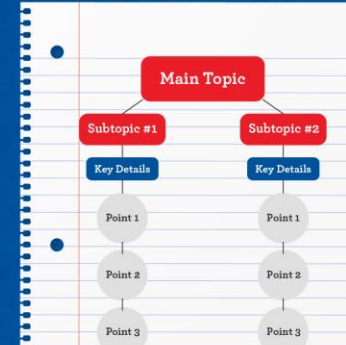 Main Topic
Subtopic #1
Subtopic #2
Key Details
Key Details
Point 1
Point 1
Point 2
Point 2
Point 3
Point 3